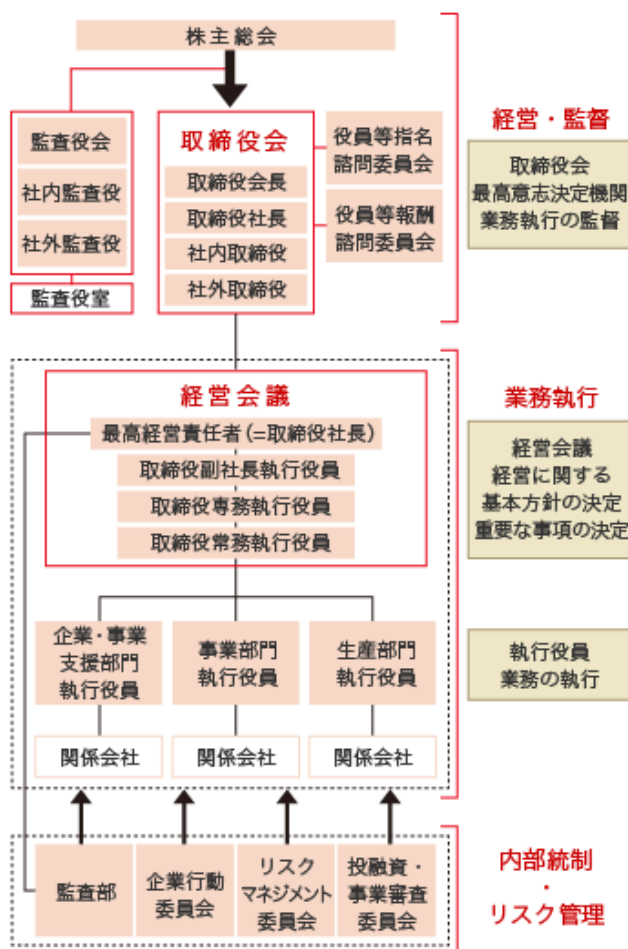 株主総会
監査役会
社内監査役
社外監査役
監査役室
取締役会
取締役会長
取締役社長
社内取締役
社外取締役
役員等指名
諮問委員会
役員等報酬
諮問委員会
経営・監督
取締役会
最高意志決定機関
業務執行の監督
経営会議
最高経営責任者(=取締役社長)
取締役副社長執行役員
取締役専務執行役員
取締役常務執行役員
業務執行
経営会議
経営に関する
基本方針の決定
重要な事項の決定
企業・事業
支援部門
執行役員
事業部門
執行役員
生産部門
執行役員
執行役員
業務の執行
関係会社
関係会社
関係会社
監査部
企業行動
委員会
リスク
マネジメント
委員会
投融資・
事業審査
委員会
内部統制
・
リスク管理